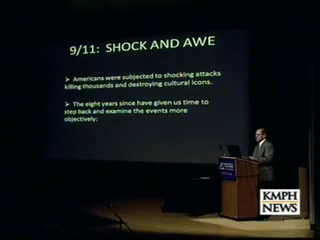 9/11: SHOCK AND AWE
➢ Americans were subjected to shocking attacks
killing thousands and destroying cultural icons.
➢ The eight years since have given us time to
step back and examine the events more
objectively:
KMPH
NEWS